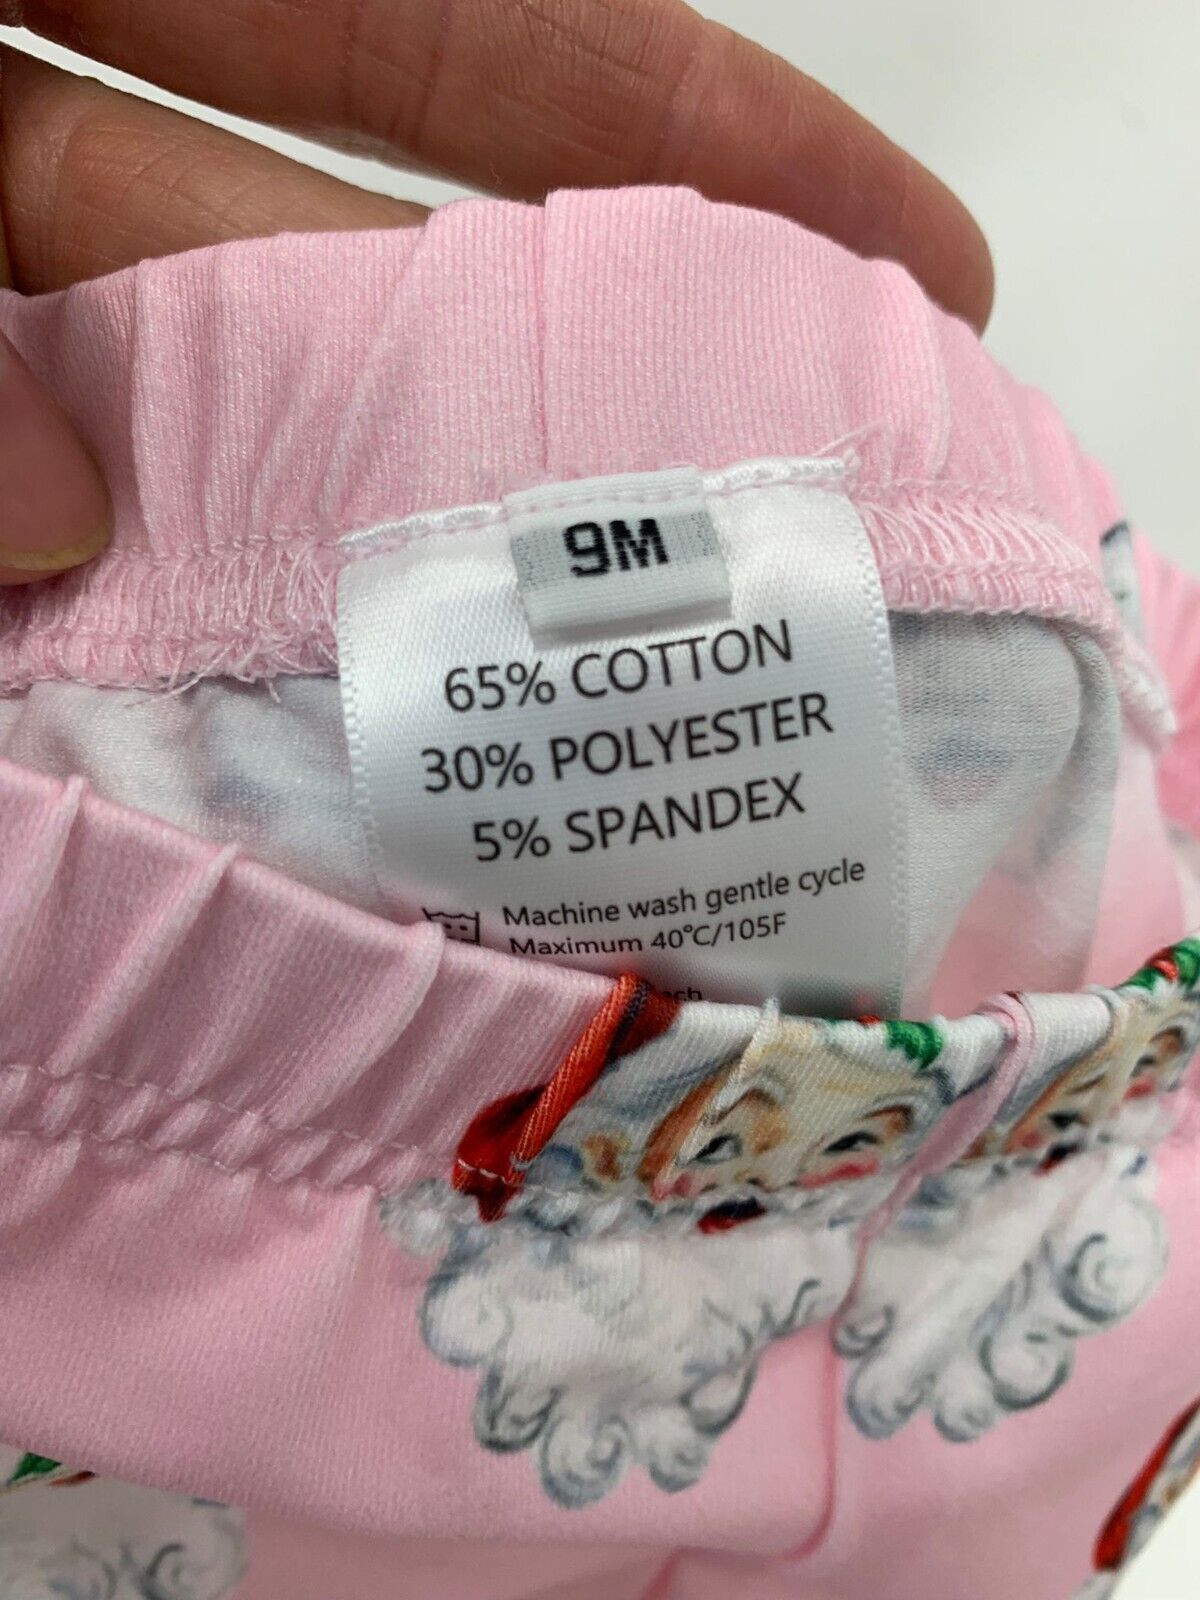 9M
65% COTTON
30% POLYESTER
5% SPANDEX
Machine wash gentle cycle
Maximum 40°C/105F